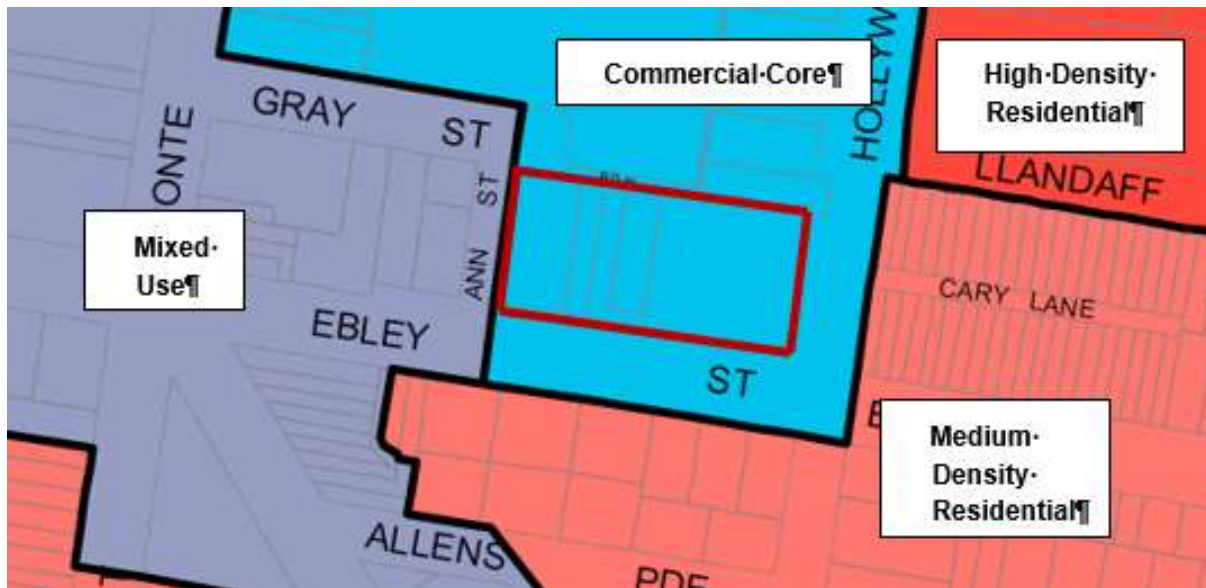 Commercial·Core¶
High·Density·
Residential¶
HOLLYW
GRAY ST
ONTE
LLANDAFF
ANN ST
Mixed·
Use¶
CARY LANE
EBLEY ST
Medium·
Density·
Residential¶
ALLENS
PDE